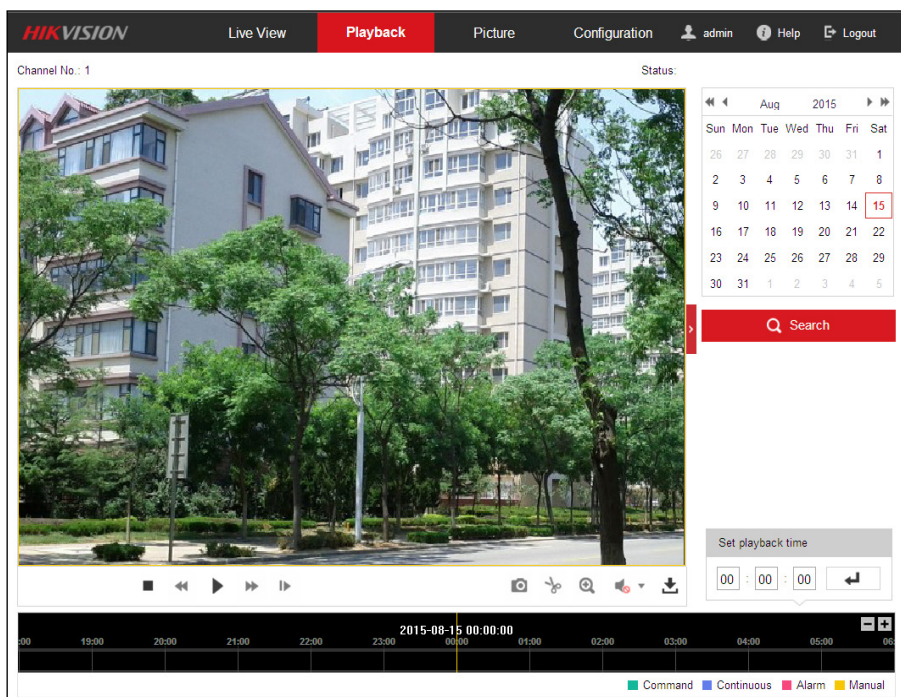 HIKVISION Live View Playback Picture Configuration admin Help Logout
Channel No.: 1 Status:
Aug 2015
Sun Mon Tue Wed Thu Fri Sat
26 27 28 29 30 31 1
2 3 4 5 6 7 8
9 10 11 12 13 14 15
16 17 18 19 20 21 22
23 24 25 26 27 28 29
30 31 1 2 3 4 5
Search
Set playback time
00 : 00 : 00
2015-08-15 00:00:00
:00 19:00 20:00 21:00 22:00 23:00 00:00 01:00 02:00 03:00 04:00 05:00 06:
Command Continuous Alarm Manual